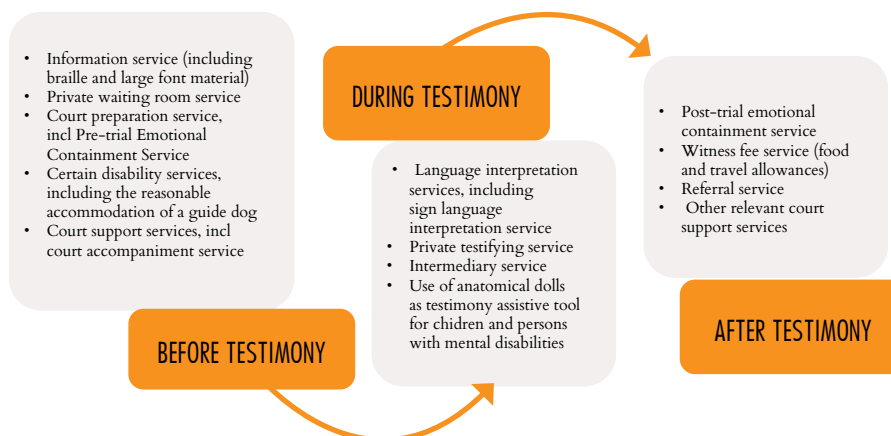 • Information service (including
braille and large font material)
• Private waiting room service
• Court preparation service,
incl Pre-trial Emotional
Containment Service
• Certain disability services,
including the reasonable
accommodation of a guide dog
• Court support services, incl
court accompaniment service
BEFORE TESTIMONY
DURING TESTIMONY
• Language interpretation
services, including
sign language
interpretation service
• Private testifying service
• Intermediary service
• Use of anatomical dolls
as testimony assistive tool
for chidren and persons
with mental disabilities
• Post-trial emotional
containment service
• Witness fee service (food
and travel allowances)
• Referral service
• Other relevant court
support services
AFTER TESTIMONY